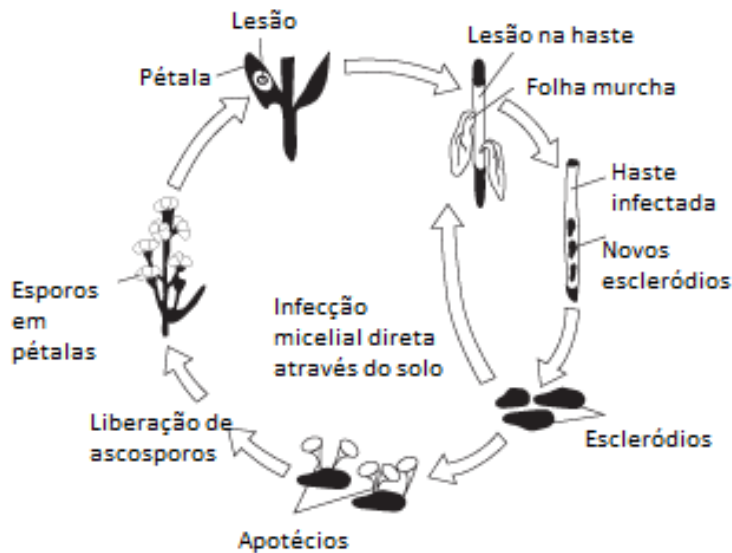 Lesão
Pétala
Lesão na haste
Folha murcha
Haste
infectada
Novos
escleródios
Esporos
em
pétalas
Infecção
micelial direta
através do solo
Liberação de
ascosporos
Escleródios
Apotécios